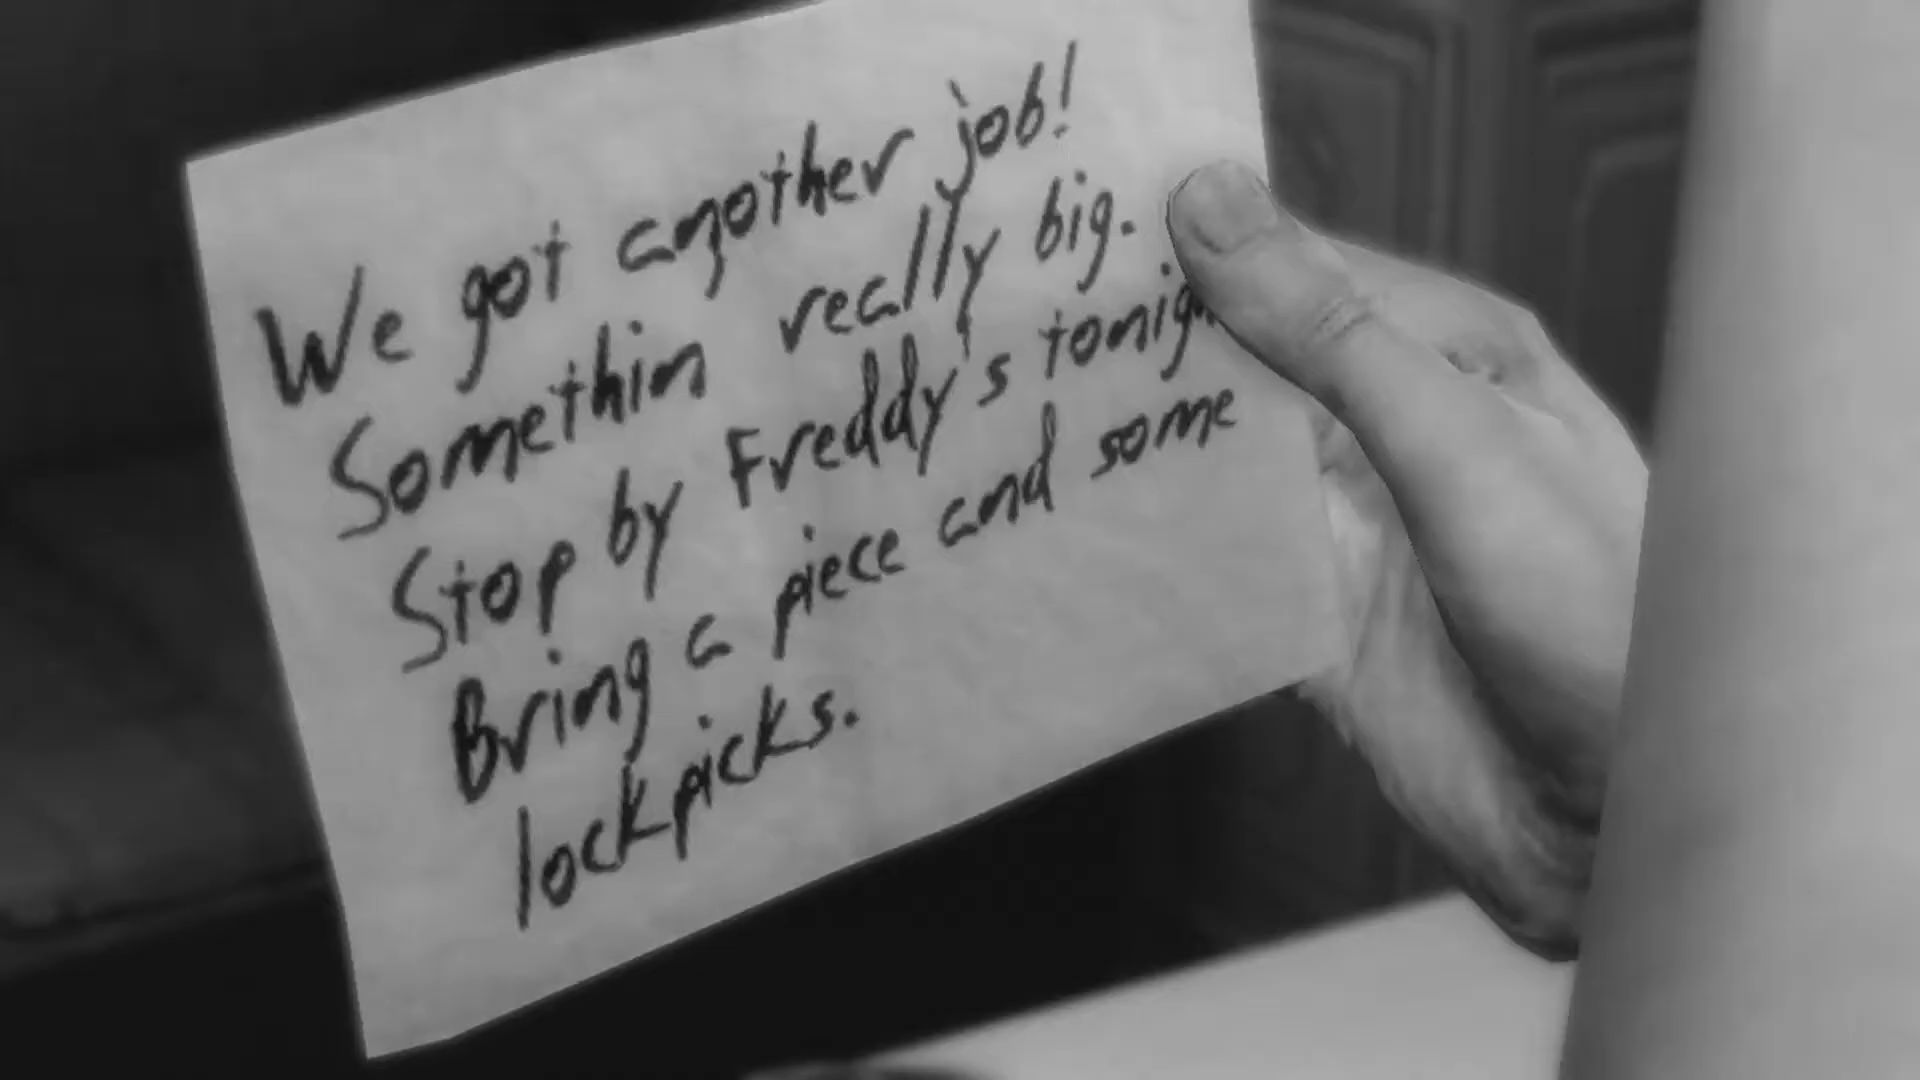 We got another job!
Somethin really big.
Stop by Freddy's tonig
Bring a piece and some
lockpicks.